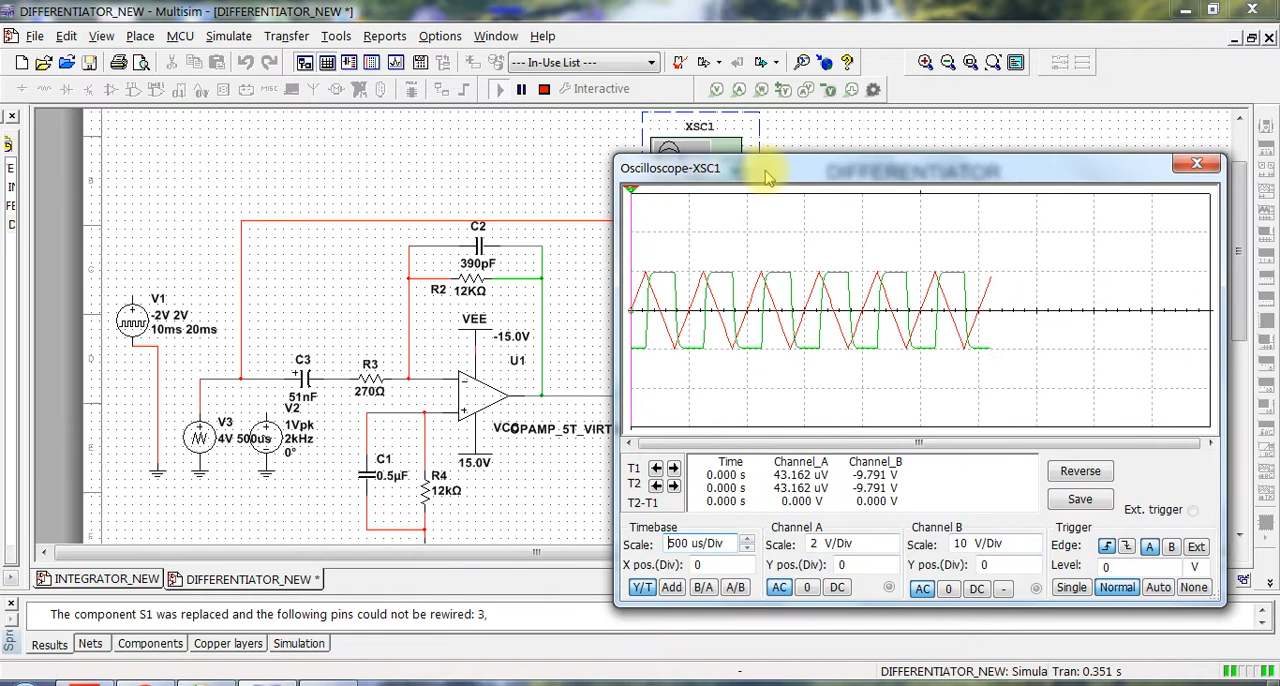 DIFFERENTIATOR_NEW - Multisim - [DIFFERENTIATOR_NEW *]
File Edit View Place MCU Simulate Transfer Tools Reports Options Window Help
--- In-Use List ---
Interactive
XSC1
Oscilloscope-XSC1
DIFFERENTIATOR
C2
390pF
R2 12KΩ
VEE
-15.0V
U1
V1
-2V 2V
10ms 20ms
C3
51nF
R3
270Ω
V2
1Vpk
2kHz
0°
V3
4V 500us
OPAMP_5T_VIRT
15.0V
C1
0.5µF
R4
12kΩ
T1
T2
T2-T1
Time Channel_A Channel_B
0.000 s 43.162 uV -9.791 V
0.000 s 43.162 uV -9.791 V
0.000 s 0.000 V 0.000 V
Reverse
Save
Ext. trigger
Timebase
Scale: 500 us/Div
X pos.(Div): 0
Y/T Add B/A A/B
Channel A
Scale: 2 V/Div
Y pos.(Div): 0
AC 0 DC
Channel B
Scale: 10 V/Div
Y pos.(Div): 0
AC 0 DC -
Trigger
Edge: A B Ext
Level: 0 V
Single Normal Auto None
INTEGRATOR_NEW DIFFERENTIATOR_NEW *
The component S1 was replaced and the following pins could not be rewired: 3,
Results Nets Components Copper layers Simulation
- DIFFERENTIATOR_NEW: Simula Tran: 0.351 s